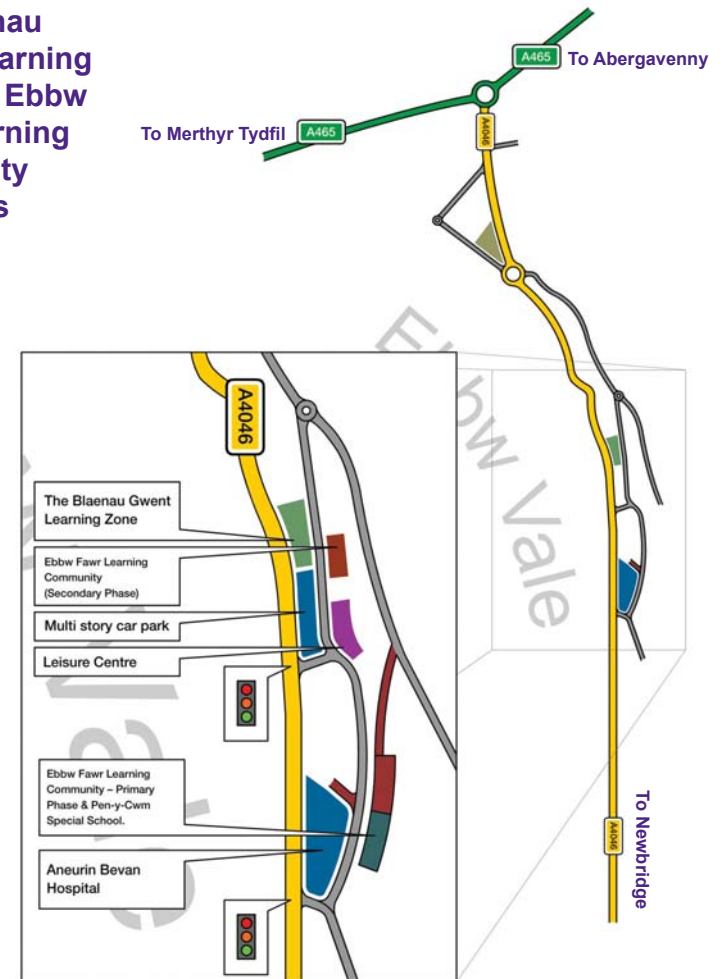 nau
arning
Ebbw
rning
ty
s
A465
To Abergavenny
To Merthyr Tydfil
A465
A4046
Ebbw Vale
A4046
The Blaenau Gwent
Learning Zone
Ebbw Fawr Learning
Community
(Secondary Phase)
Multi story car park
Leisure Centre
Ebbw Fawr Learning
Community – Primary
Phase & Pen-y-Cwm
Special School.
Aneurin Bevan
Hospital
A4046
To Newbridge